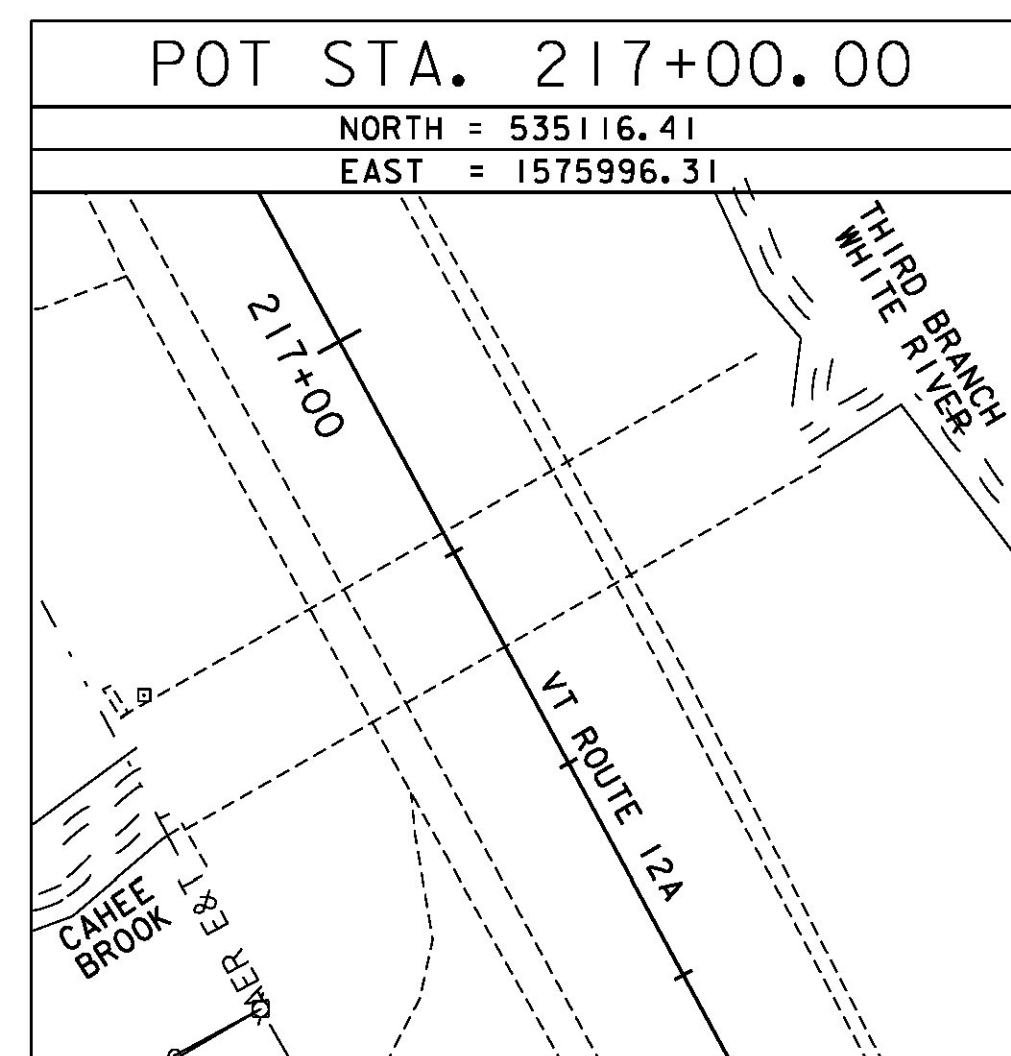 POT STA. 217+00.00
NORTH = 535116.41
EAST = 1575996.31
THIRD BRANCH
WHITE RIVER
217+00
VT ROUTE 12A
CAHEE
BROOK
AER E&T